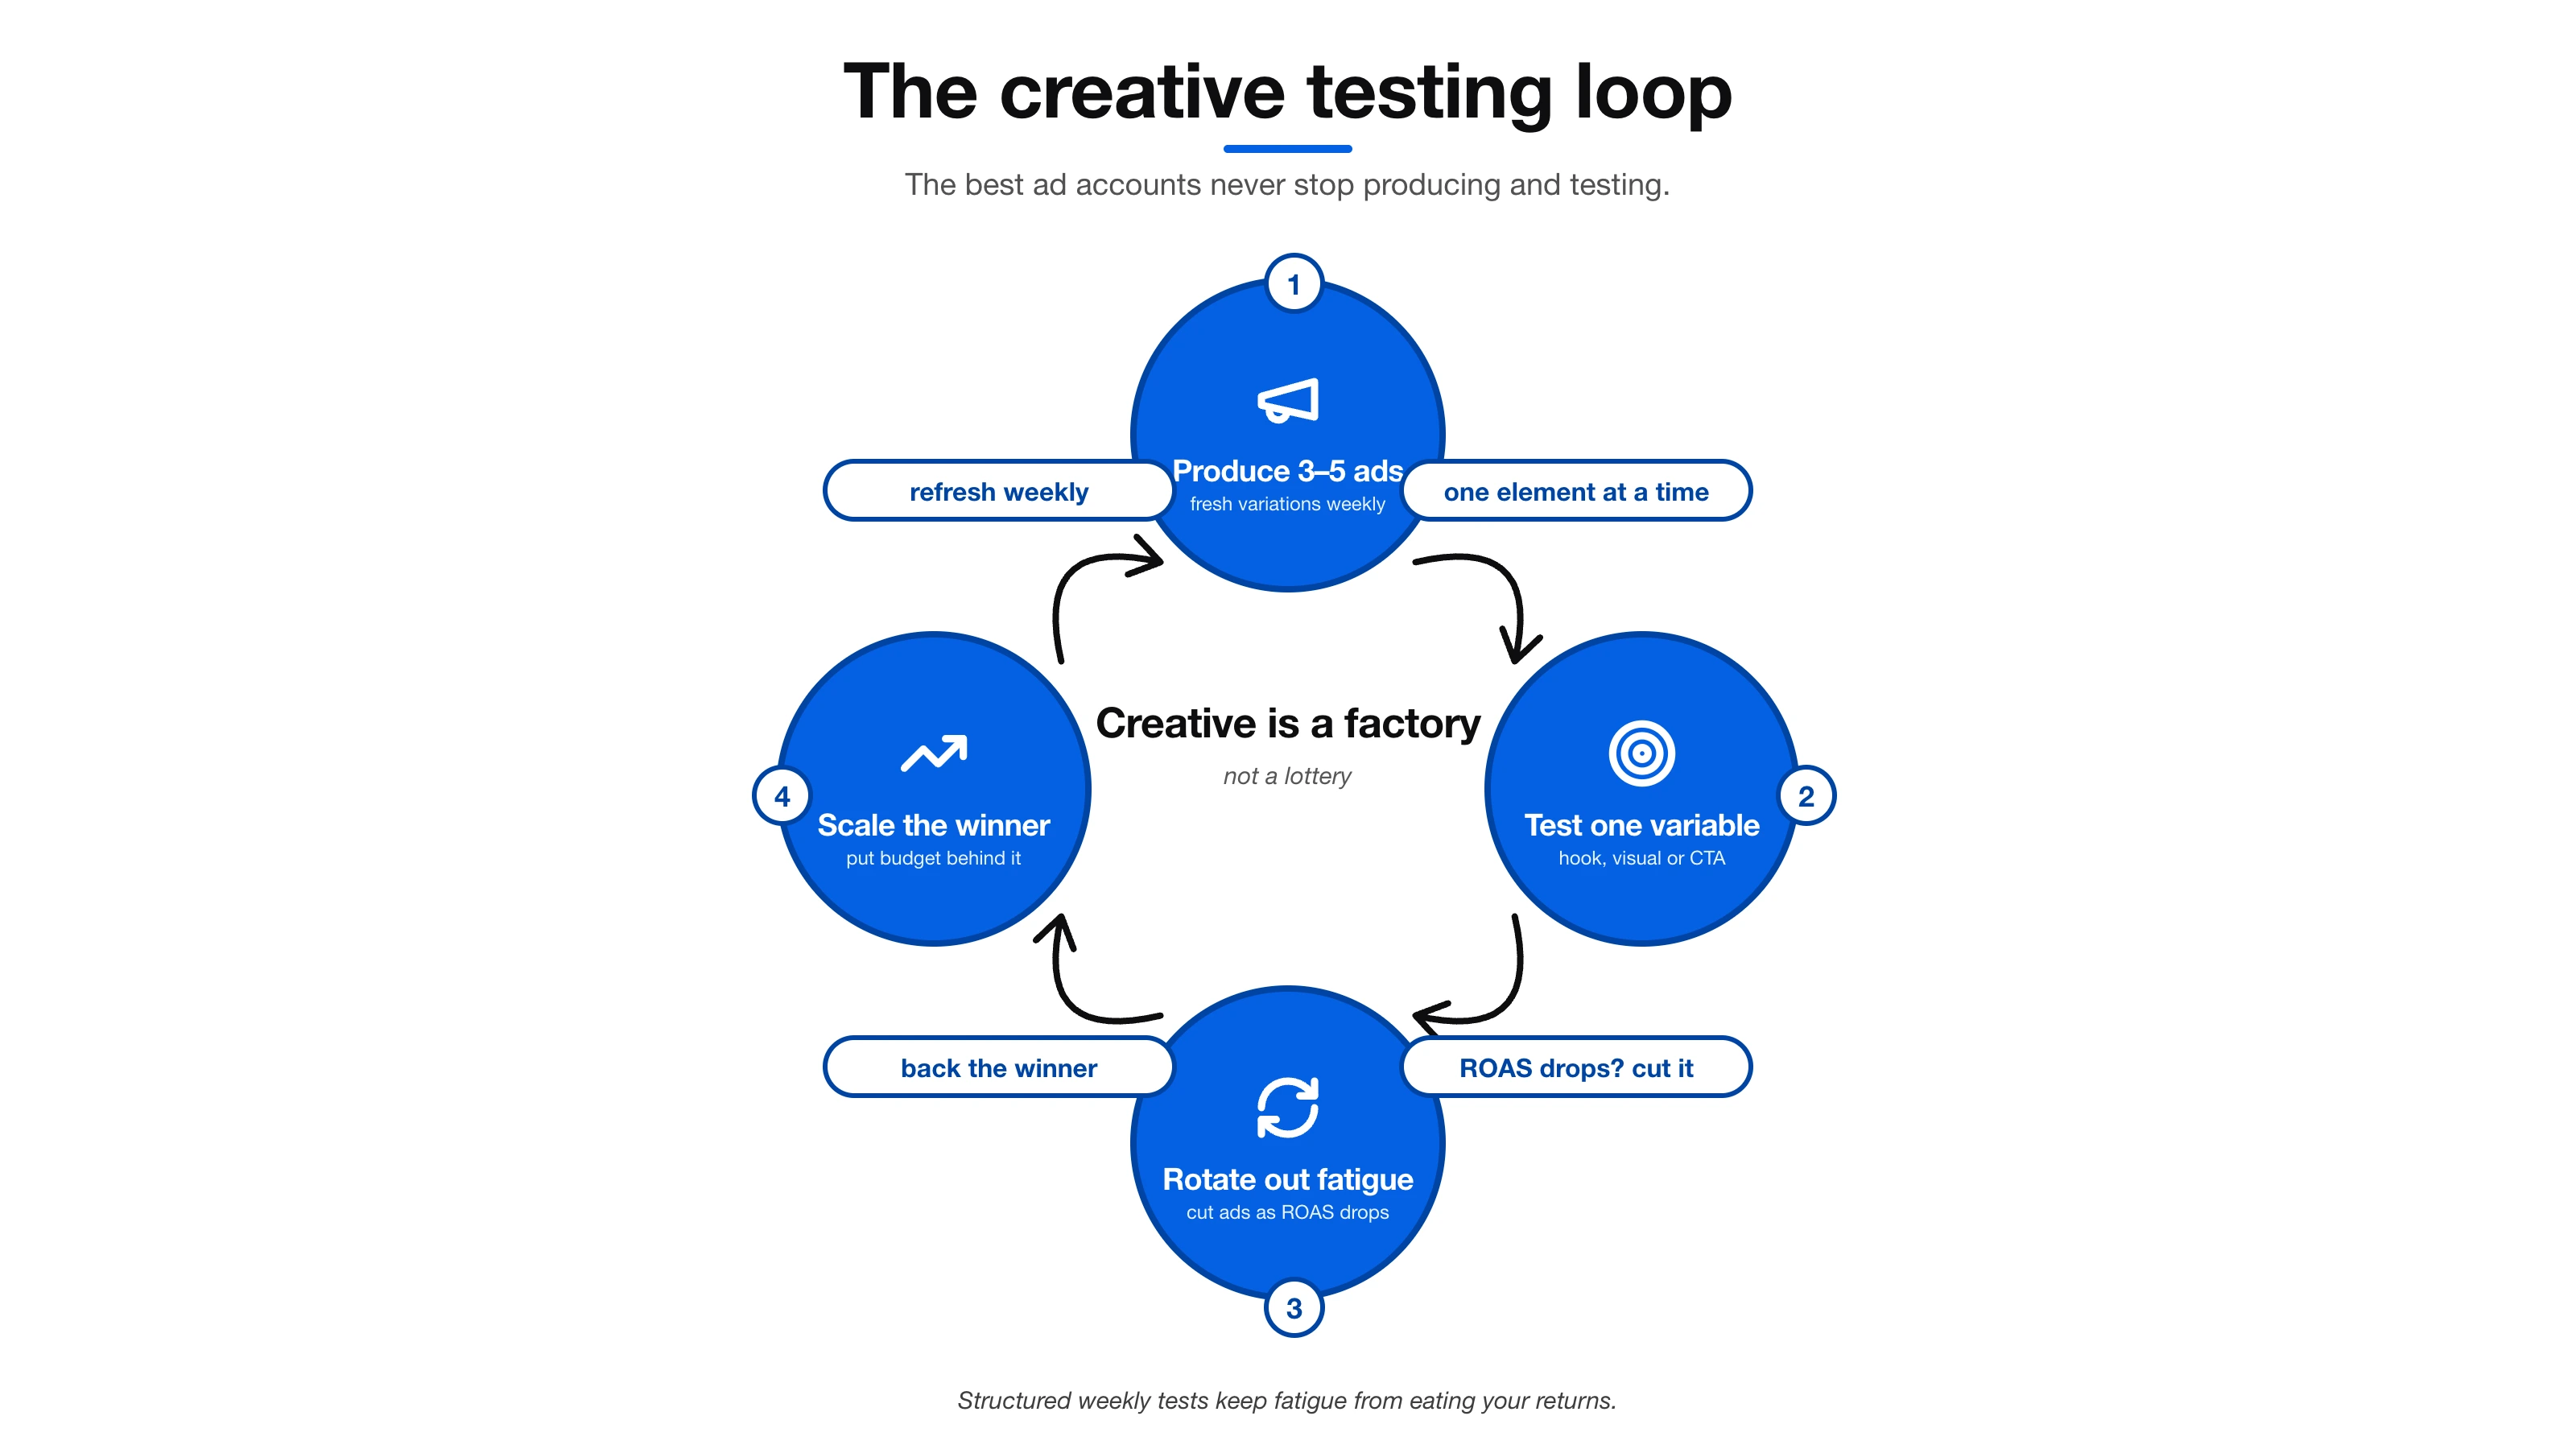 The creative testing loop
The best ad accounts never stop producing and testing.
1
Produce 3–5 ads
fresh variations weekly
refresh weekly
one element at a time
Creative is a factory
not a lottery
4
Scale the winner
put budget behind it
Test one variable
hook, visual or CTA
2
back the winner
ROAS drops? cut it
Rotate out fatigue
cut ads as ROAS drops
3
Structured weekly tests keep fatigue from eating your returns.